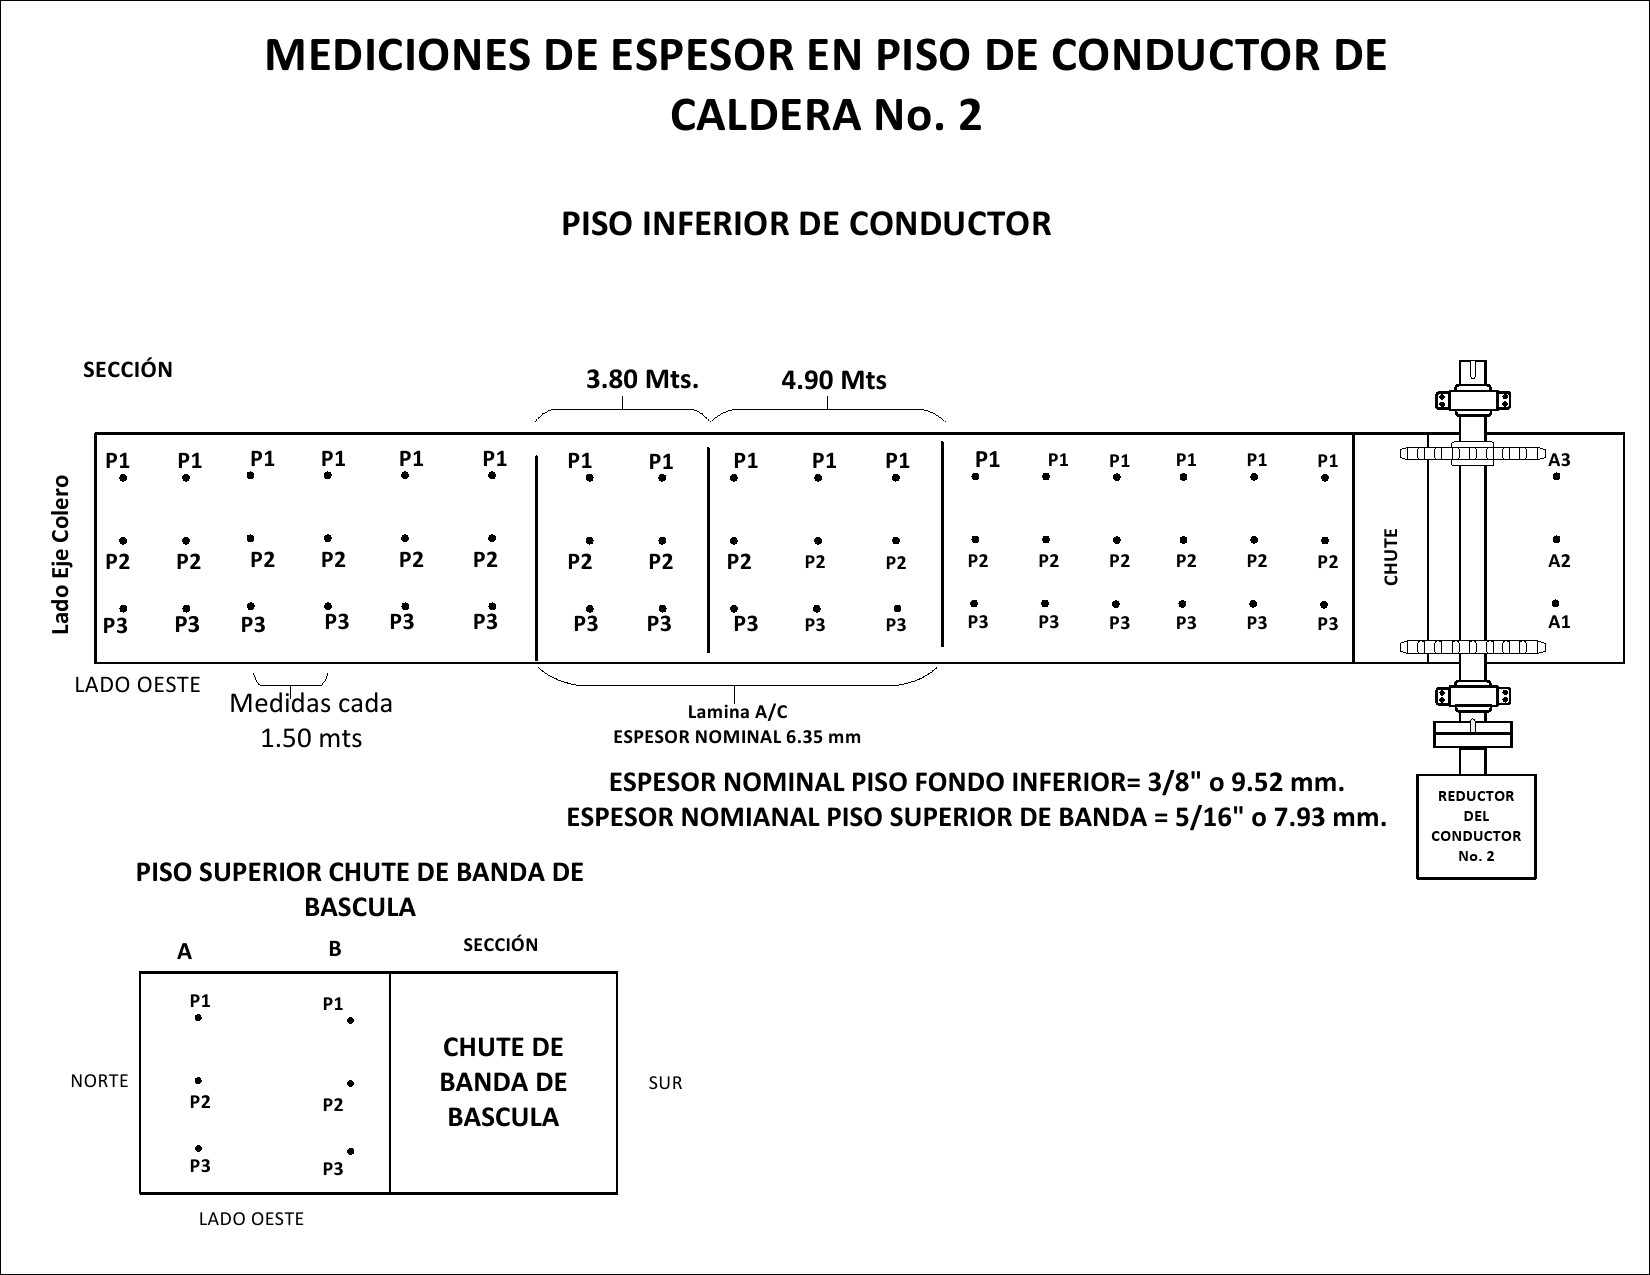 MEDICIONES DE ESPESOR EN PISO DE CONDUCTOR DE
CALDERA No. 2
PISO INFERIOR DE CONDUCTOR
SECCIÓN
3.80 Mts.
4.90 Mts
Lado Eje Colero
P1 P1 P1 P1 P1 P1 P1 P1 P1 P1 P1 P1 P1 P1 P1 P1 P1 A3
P2 P2 P2 P2 P2 P2 P2 P2 P2 P2 P2 P2 P2 P2 P2 P2 P2 A2
P3 P3 P3 P3 P3 P3 P3 P3 P3 P3 P3 P3 P3 P3 P3 P3 P3 A1
CHUTE
LADO OESTE
Medidas cada
1.50 mts
Lamina A/C
ESPESOR NOMINAL 6.35 mm
ESPESOR NOMINAL PISO FONDO INFERIOR= 3/8" o 9.52 mm.
ESPESOR NOMIANAL PISO SUPERIOR DE BANDA = 5/16" o 7.93 mm.
REDUCTOR
DEL
CONDUCTOR
No. 2
PISO SUPERIOR CHUTE DE BANDA DE
BASCULA
A B SECCIÓN
P1 P1
P2 P2
P3 P3
NORTE
CHUTE DE
BANDA DE
BASCULA
SUR
LADO OESTE